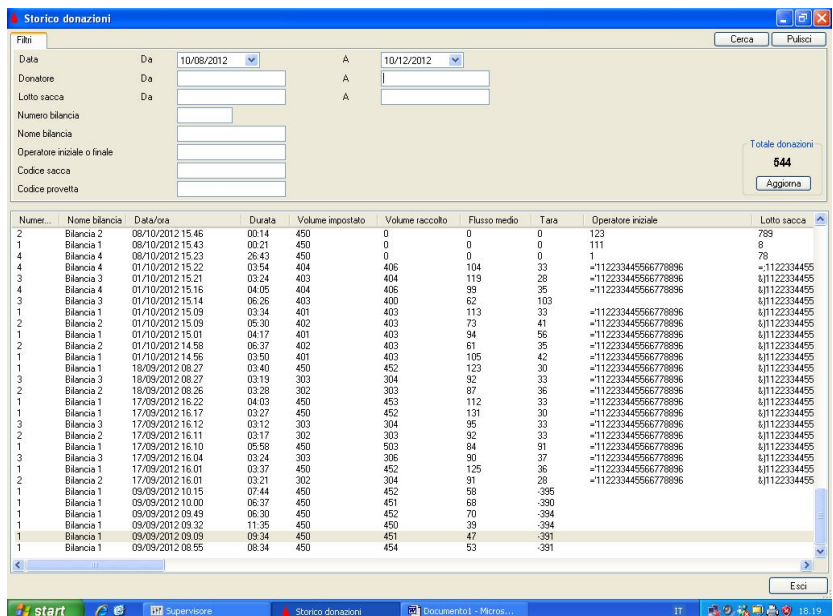 Storico donazioni
Filtri Cerca Pulisci
Data Da 10/08/2012 A 10/12/2012
Donatore Da A
Lotto sacca Da A
Numero bilancia
Nome bilancia
Operatore iniziale o finale
Codice sacca
Codice provetta
Totale donazioni
544
Aggiorna
Numer... Nome bilancia Data/ora Durata Volume impostato Volume raccolto Flusso medio Tara Operatore iniziale Lotto sacca
2 Bilancia 2 08/10/2012 15.46 00:14 450 0 0 0 123 789
1 Bilancia 1 08/10/2012 15.43 00:21 450 0 0 0 111 8
4 Bilancia 4 08/10/2012 15.23 26:43 450 0 0 0 1 78
4 Bilancia 4 01/10/2012 15.22 03:54 404 406 104 33 ='112233445566778896 =;1122334455
3 Bilancia 3 01/10/2012 15.21 03:24 403 404 119 28 ='112233445566778896 &)1122334455
4 Bilancia 4 01/10/2012 15.16 04:05 404 406 99 35 ='112233445566778896 &)1122334455
3 Bilancia 3 01/10/2012 15.14 06:26 403 400 62 103 &)1122334455
1 Bilancia 1 01/10/2012 15.09 03:34 401 403 113 33 ='112233445566778896 &)1122334455
2 Bilancia 2 01/10/2012 15.09 05:30 402 403 73 41 ='112233445566778896 &)1122334455
1 Bilancia 1 01/10/2012 15.01 04:17 401 403 94 56 ='112233445566778896 &)1122334455
2 Bilancia 2 01/10/2012 14.58 06:37 402 403 61 35 ='112233445566778896 &)1122334455
1 Bilancia 1 01/10/2012 14.56 03:50 401 403 105 42 ='112233445566778896 &)1122334455
1 Bilancia 1 18/09/2012 08.27 03:40 450 452 123 30 ='112233445566778896 &)1122334455
3 Bilancia 3 18/09/2012 08.27 03:19 303 304 92 33 ='112233445566778896 &)1122334455
2 Bilancia 2 18/09/2012 08.26 03:28 302 303 87 36 ='112233445566778896 &)1122334455
1 Bilancia 1 17/09/2012 16.22 04:03 450 453 112 33 ='112233445566778896 &)1122334455
1 Bilancia 1 17/09/2012 16.17 03:27 450 452 131 30 ='112233445566778896 &)1122334455
3 Bilancia 3 17/09/2012 16.12 03:12 303 304 95 33 ='112233445566778896 &)1122334455
2 Bilancia 2 17/09/2012 16.11 03:17 302 303 92 33 ='112233445566778896 &)1122334455
1 Bilancia 1 17/09/2012 16.10 05:58 450 503 84 91 ='112233445566778896 &)1122334455
3 Bilancia 3 17/09/2012 16.04 03:24 303 306 90 37 ='112233445566778896 &)1122334455
1 Bilancia 1 17/09/2012 16.01 03:37 450 452 125 36 ='112233445566778896 &)1122334455
2 Bilancia 2 17/09/2012 16.01 03:21 302 304 91 28 ='112233445566778896 &)1122334455
1 Bilancia 1 09/09/2012 10.15 07:44 450 452 58 -395
1 Bilancia 1 09/09/2012 10.00 06:37 450 451 68 -390
1 Bilancia 1 09/09/2012 09.49 06:30 450 452 70 -394
1 Bilancia 1 09/09/2012 09.32 11:35 450 450 39 -394
1 Bilancia 1 09/09/2012 09.09 09:34 450 451 47 -391
1 Bilancia 1 09/09/2012 08.55 08:34 450 454 53 -391
Esci
start Supervisore Storico donazioni Documento1 - Micros... IT 18.19